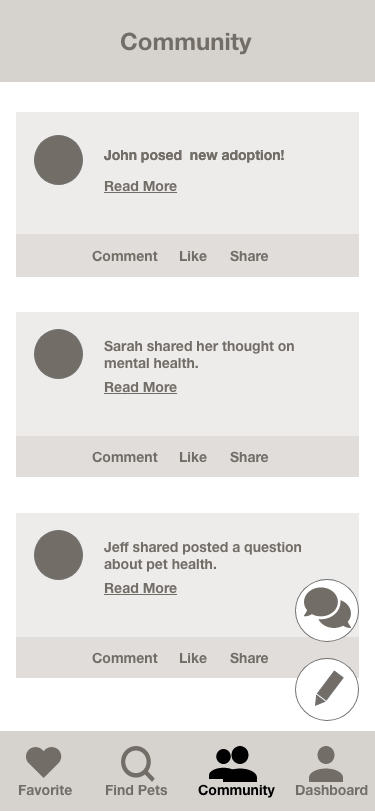 Community
John posed  new adoption!
Read More
Comment Like Share
Sarah shared her thought on
mental health.
Read More
Comment Like Share
Jeff shared posted a question
about pet health.
Read More
Comment Like Share
Favorite Find Pets Community Dashboard